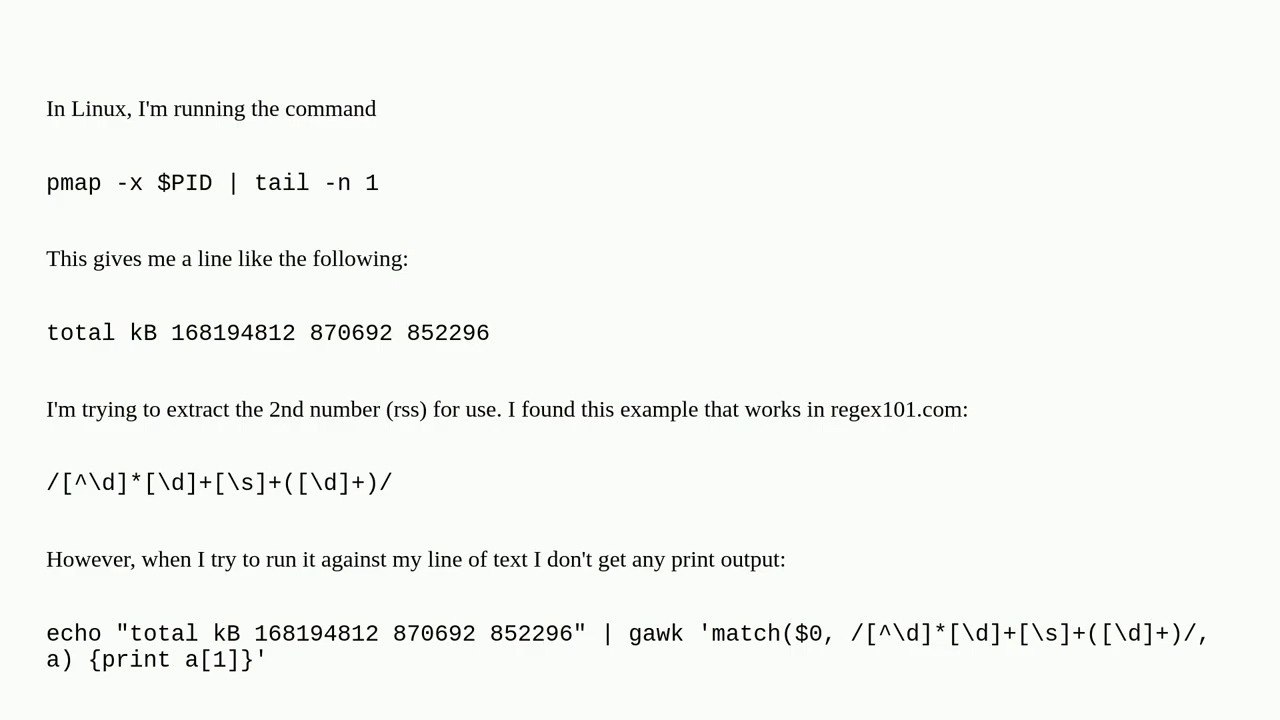 In Linux, I'm running the command
pmap -x $PID | tail -n 1
This gives me a line like the following:
total kB 168194812 870692 852296
I'm trying to extract the 2nd number (rss) for use. I found this example that works in regex101.com:
/[^\d]*[\d]+[\s]+([\d]+)/
However, when I try to run it against my line of text I don't get any print output:
echo "total kB 168194812 870692 852296" | gawk 'match($0, /[^\d]*[\d]+[\s]+([\d]+)/,
a) {print a[1]}'